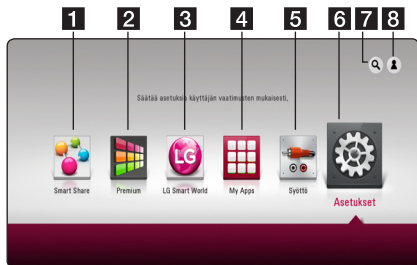 1 2 3 4 5 6 7 8
Säätää asetuksia käyttäjän vaatimusten mukaisesti.
LG
Smart Share Premium LG Smart World My Apps Syöttö
Asetukset